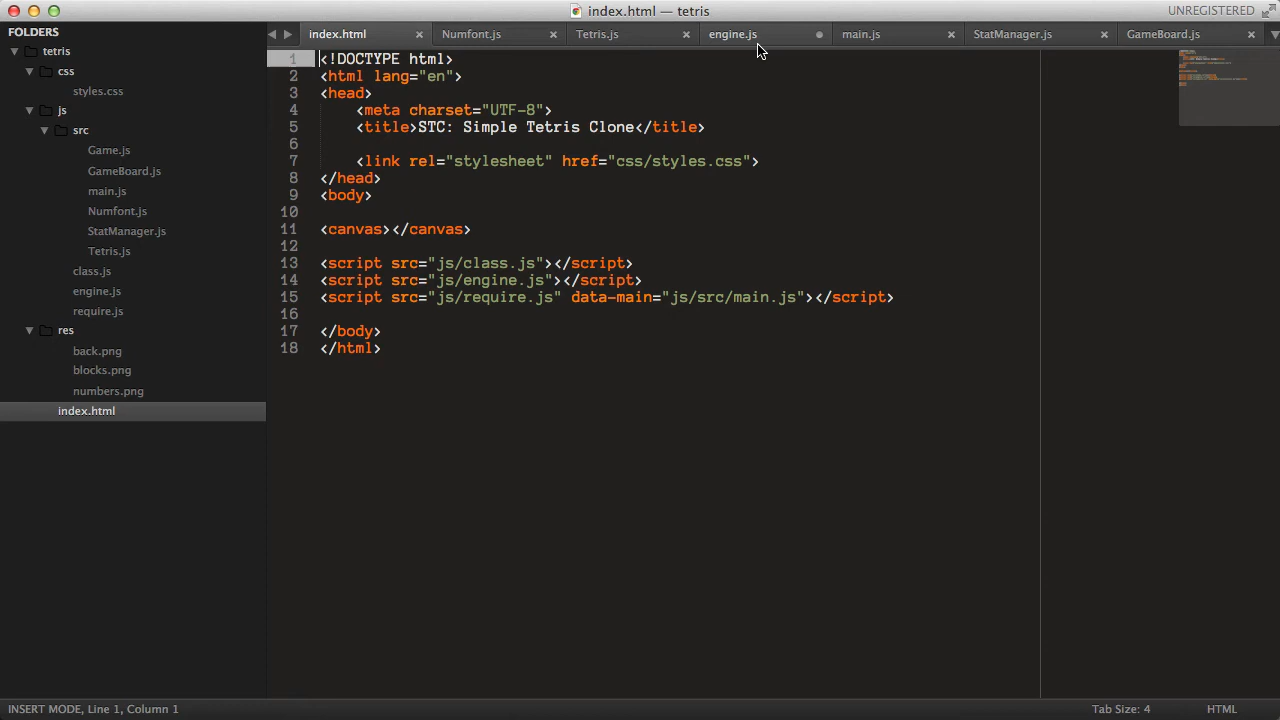 index.html — tetris
UNREGISTERED
FOLDERS
tetris
css
styles.css
js
src
Game.js
GameBoard.js
main.js
Numfont.js
StatManager.js
Tetris.js
class.js
engine.js
require.js
res
back.png
blocks.png
numbers.png
index.html
index.html
Numfont.js
Tetris.js
engine.js
main.js
StatManager.js
GameBoard.js
1 <!DOCTYPE html>
2 <html lang="en">
3 <head>
4 <meta charset="UTF-8">
5 <title>STC: Simple Tetris Clone</title>
6
7 <link rel="stylesheet" href="css/styles.css">
8 </head>
9 <body>
10
11 <canvas></canvas>
12
13 <script src="js/class.js"></script>
14 <script src="js/engine.js"></script>
15 <script src="js/require.js" data-main="js/src/main.js"></script>
16
17 </body>
18 </html>
INSERT MODE, Line 1, Column 1
Tab Size: 4
HTML